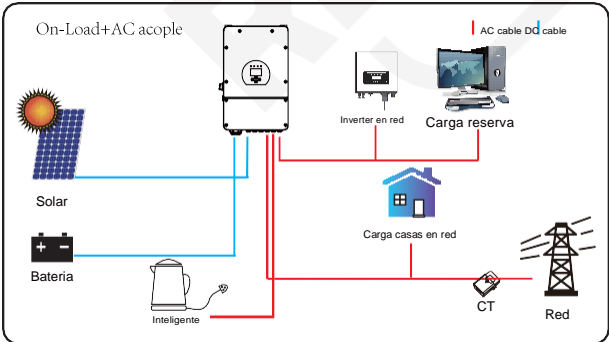 On-Load+AC acople
AC cable DC cable
Inverter en red
Carga reserva
Solar
Carga casas en red
Bateria
Inteligente
CT
Red